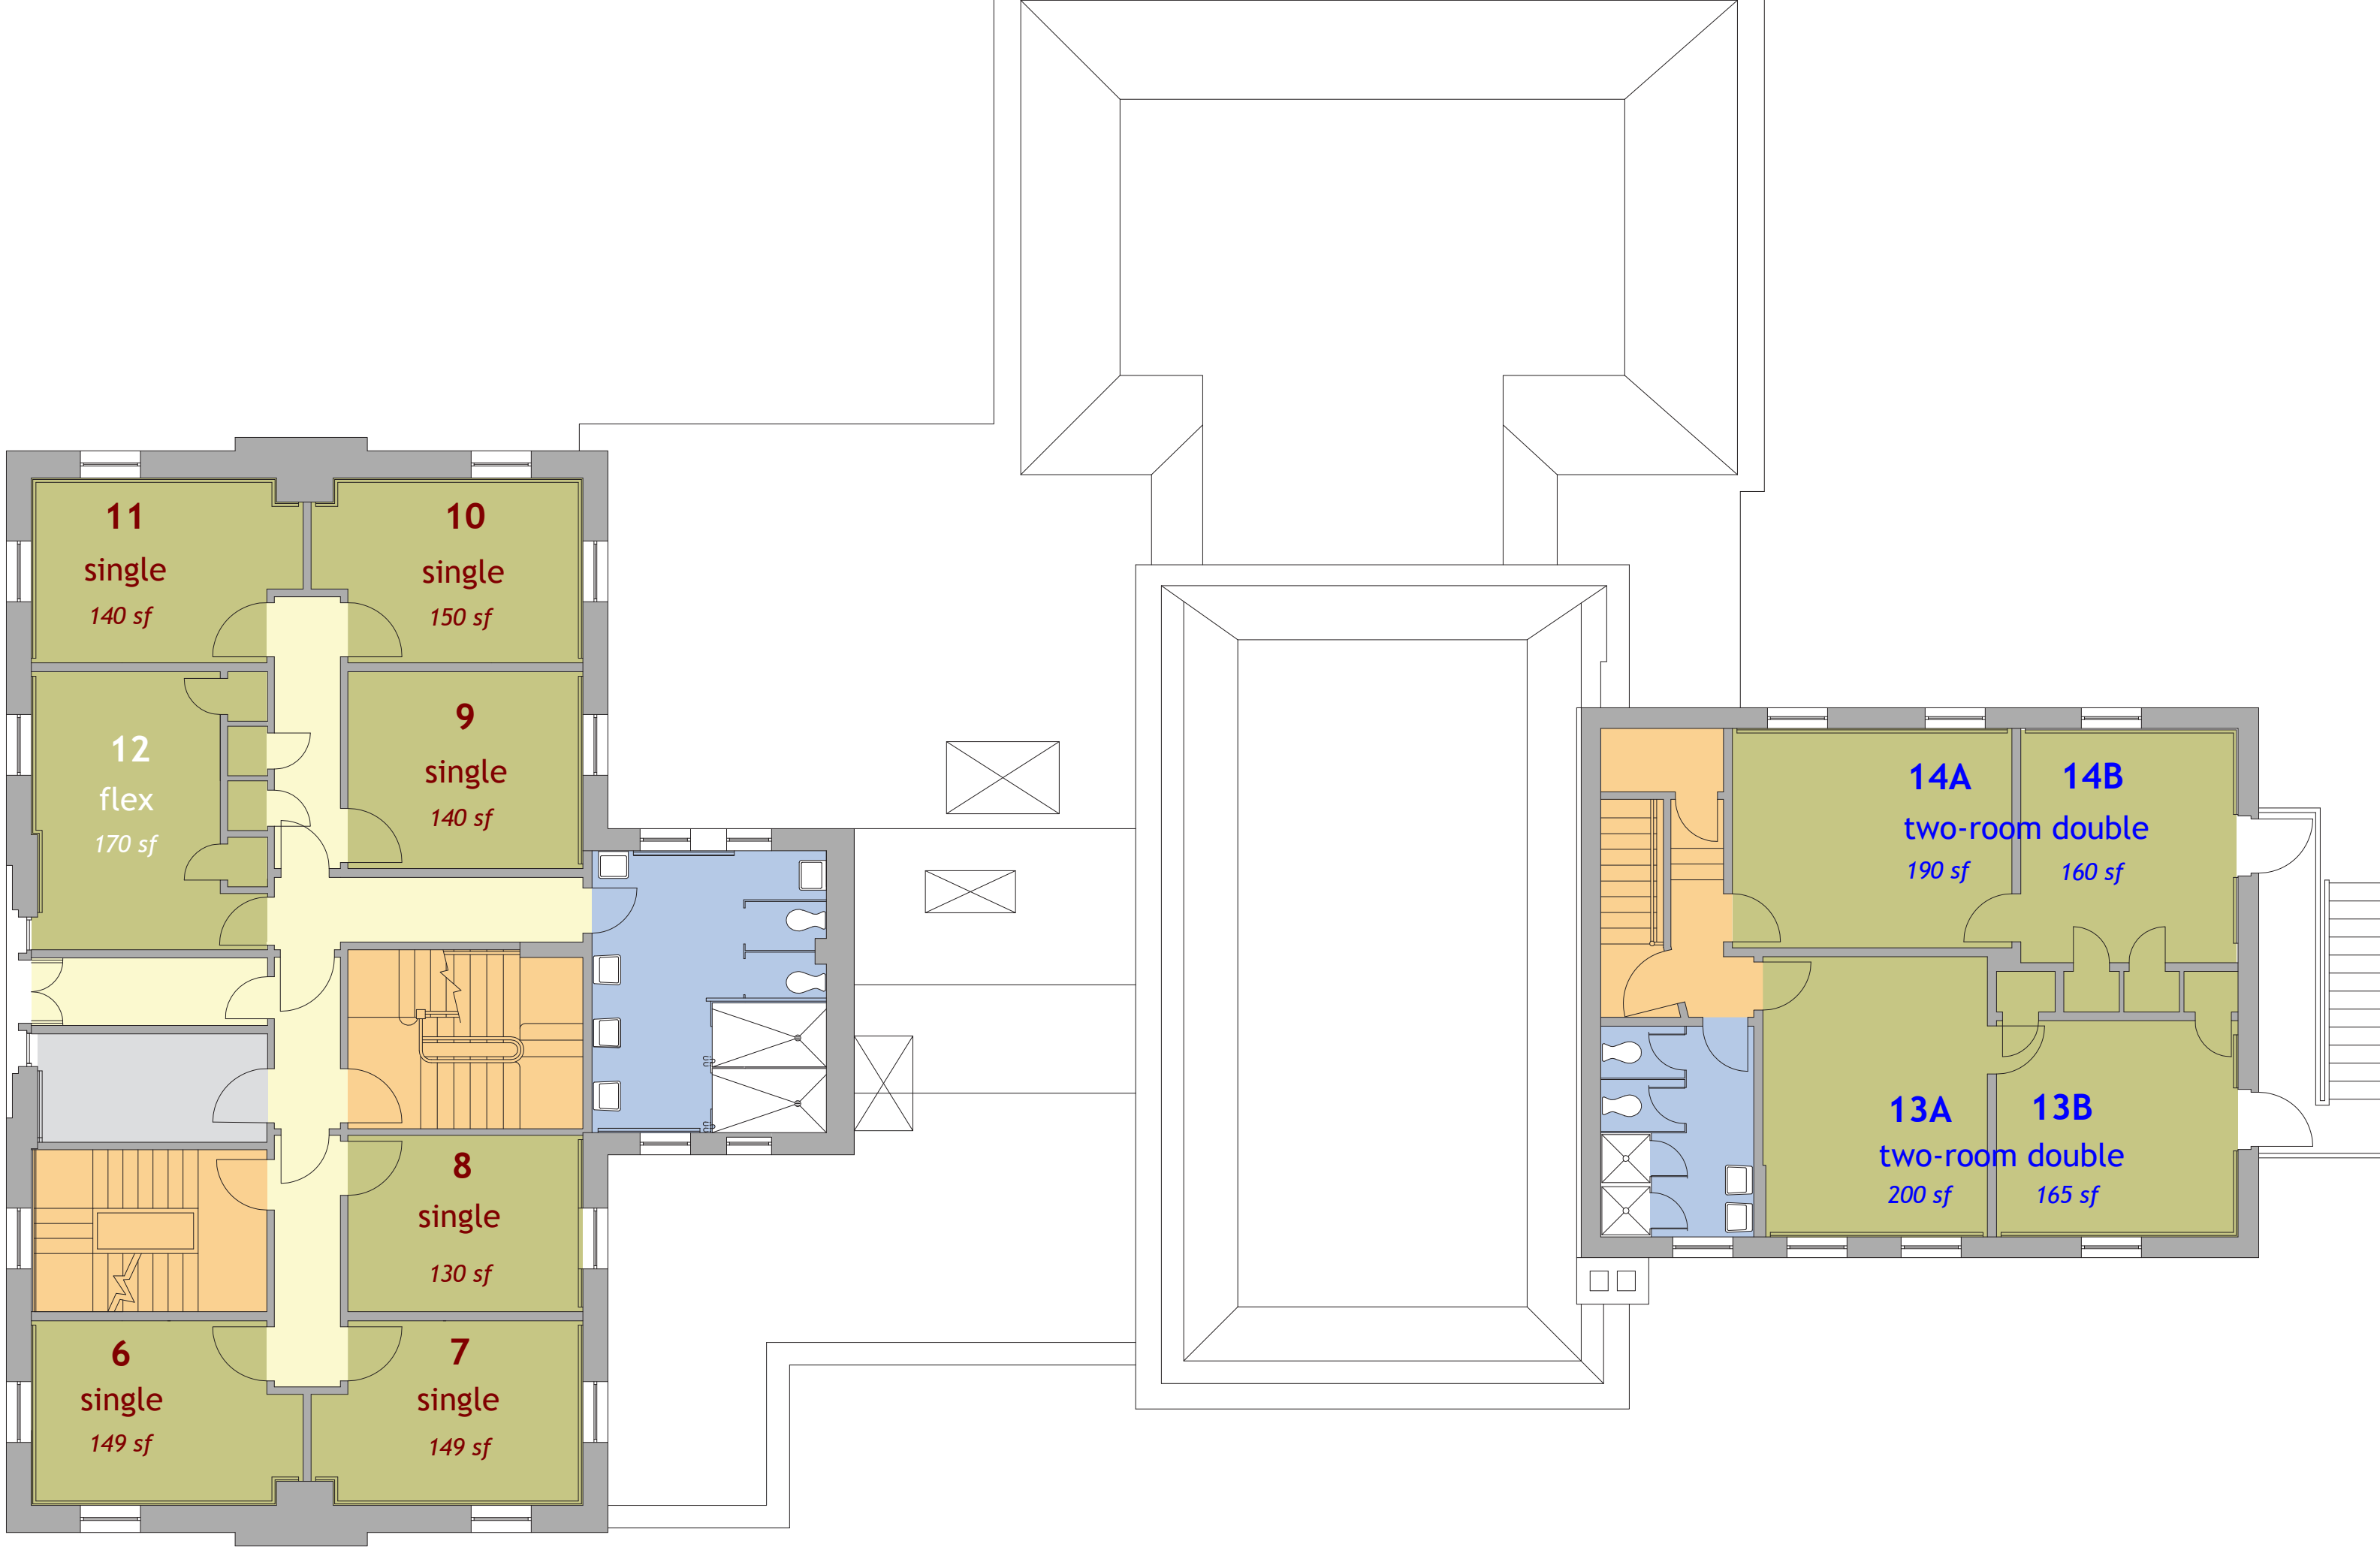 11
single
140 sf
10
single
150 sf
12
flex
170 sf
9
single
140 sf
8
single
130 sf
6
single
149 sf
7
single
149 sf
14A 14B
two-room double
190 sf 160 sf
13A 13B
two-room double
200 sf 165 sf